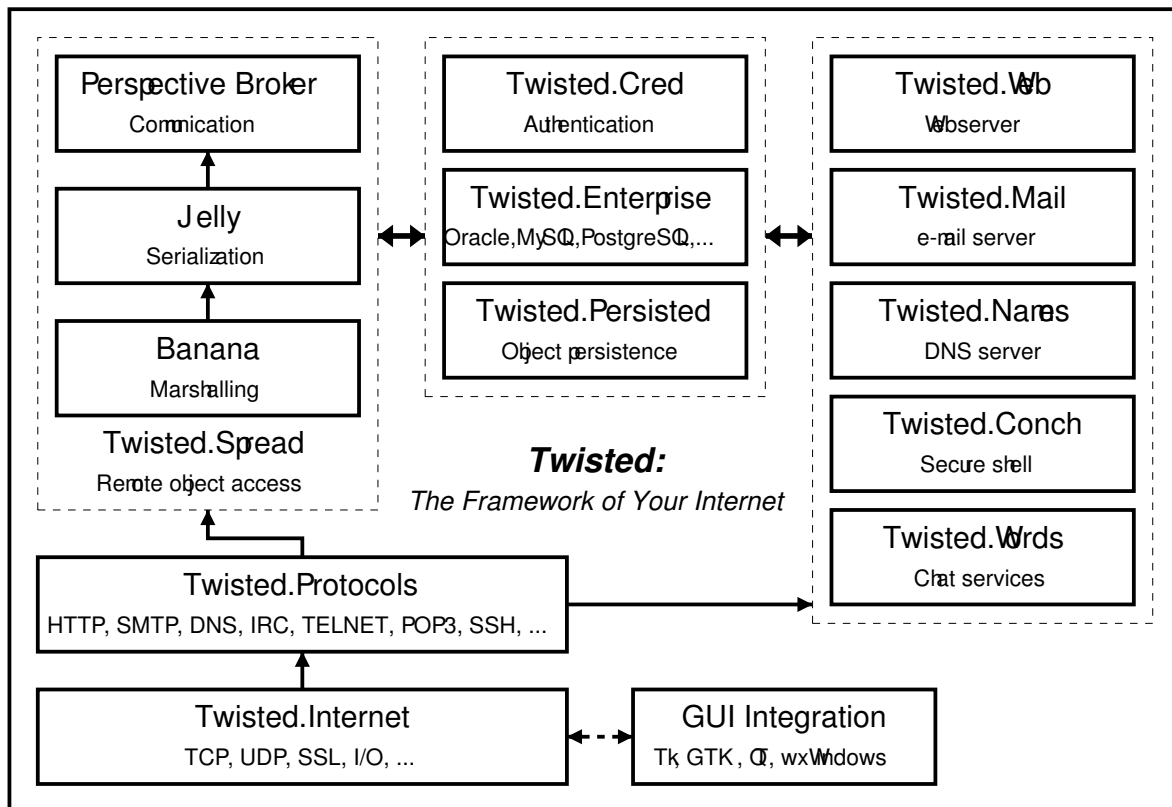 Perspective Broker
Communication
Jelly
Serialization
Banana
Marshalling
Twisted.Spread
Remote object access
Twisted.Cred
Authentication
Twisted.Enterprise
Oracle,MySQL,PostgreSQL,...
Twisted.Persisted
Object persistence
Twisted.Web
Webserver
Twisted.Mail
e-mail server
Twisted.Names
DNS server
Twisted.Conch
Secure shell
Twisted.Words
Chat services
Twisted:
The Framework of Your Internet
Twisted.Protocols
HTTP, SMTP, DNS, IRC, TELNET, POP3, SSH, ...
Twisted.Internet
TCP, UDP, SSL, I/O, ...
GUI Integration
Tk, GTK , QT, wxWindows